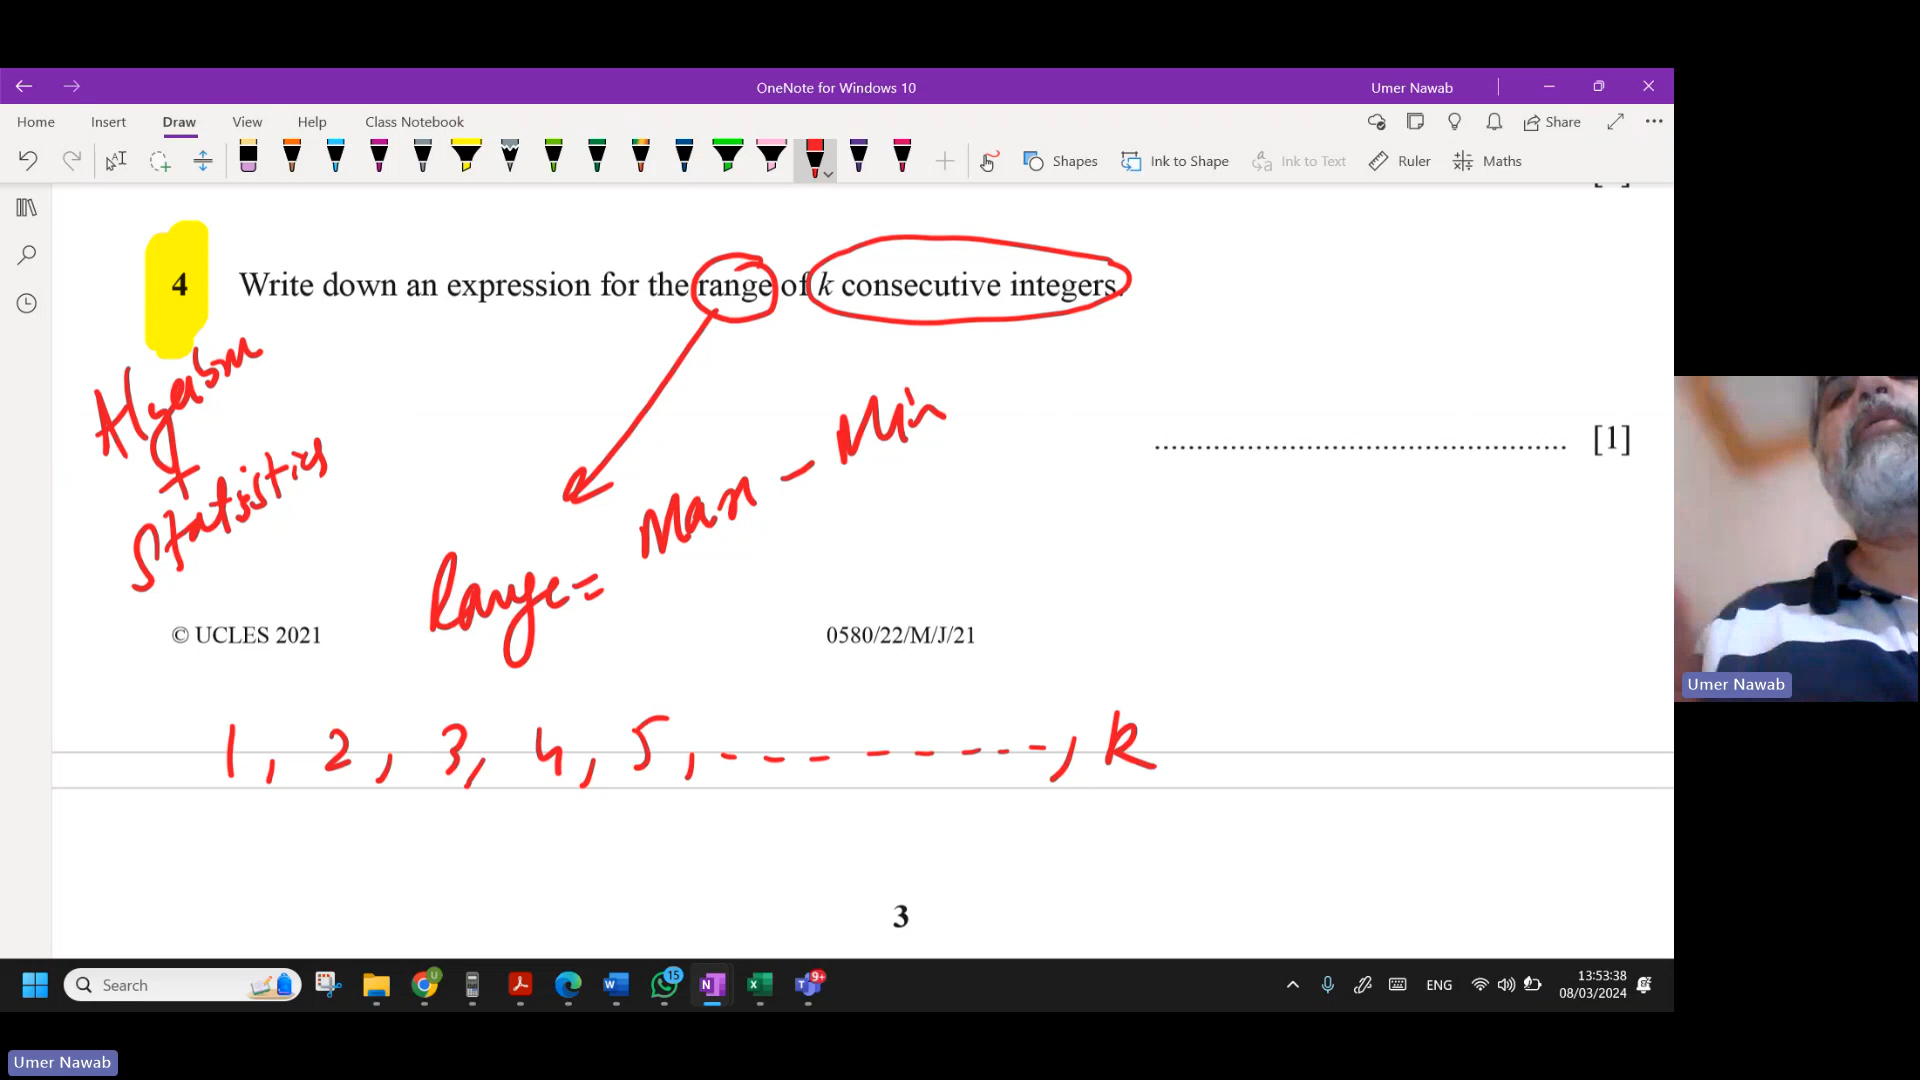 OneNote for Windows 10
Umer Nawab
Home Insert Draw View Help Class Notebook
Share
Shapes Ink to Shape Ink to Text Ruler Maths
4 Write down an expression for the range of k consecutive integers.
Algebra
+
Statistics
Range = Max - Min
................................................ [1]
© UCLES 2021 0580/22/M/J/21
1, 2, 3, 4, 5, - - - - - - - - -, k
3
Umer Nawab
Search
U
15
9+
ENG
13:53:38
08/03/2024
Umer Nawab